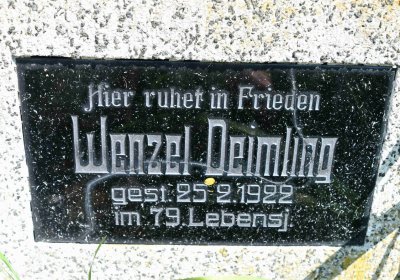 Hier ruhet in Frieden
Wenzel Deimling
gest. 25.2.1922
im 79 Lebensj.